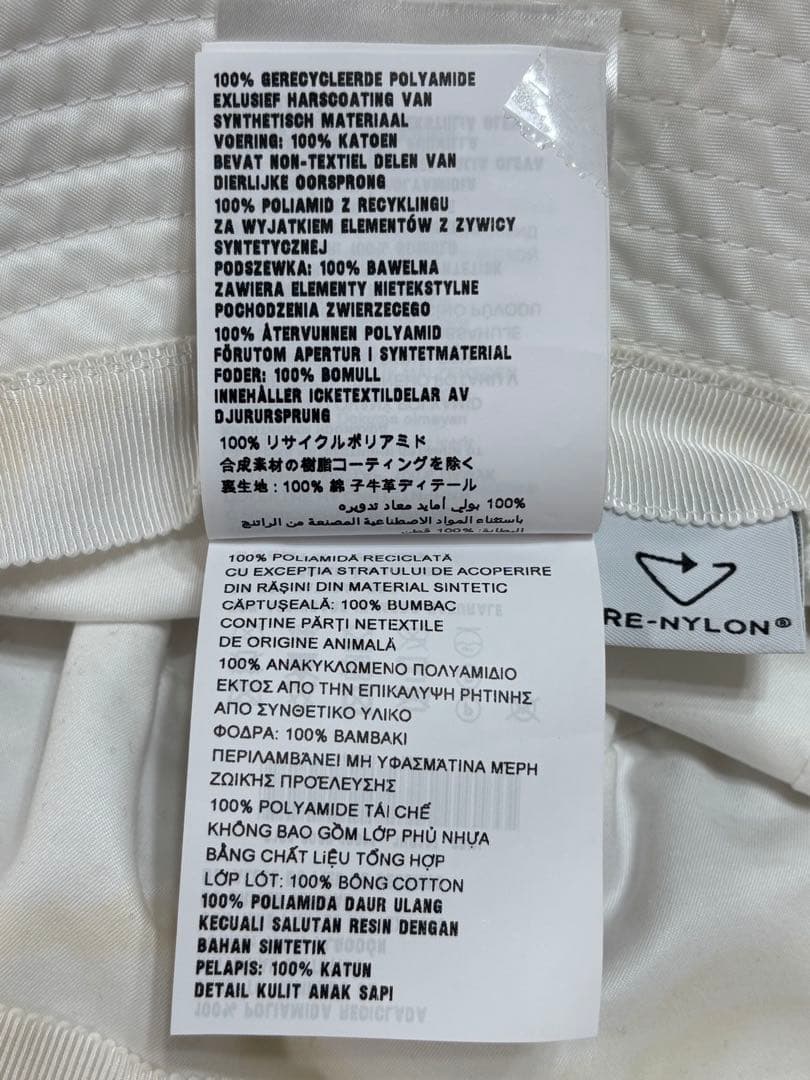 100% GERECYCLEERDE POLYAMIDE
EXLUSIEF HARSCOATING VAN
SYNTHETISCH MATERIAAL
VOERING: 100% KATOEN
BEVAT NON-TEXTIEL DELEN VAN
DIERLIJKE OORSPRONG
100% POLIAMID Z RECYKLINGU
ZA WYJATKIEM ELEMENTÓW Z ZYWICY
SYNTETYCZNEJ
PODSZEWKA: 100% BAWELNA
ZAWIERA ELEMENTY NIETEKSTYLNE
POCHODZENIA ZWIERZECEGO
100% ÅTERVUNNEN POLYAMID
FÖRUTOM APERTUR I SYNTETMATERIAL
FODER: 100% BOMULL
INNEHÅLLER ICKETEXTILDELAR AV
DJURURSPRUNG
100% リサイクルポリアミド
合成素材の樹脂コーティングを除く
裏生地 : 100% 綿 子牛革ディテール
100% بولي أمايد معاد تدويره
باستثناء المواد الاصطناعية المصنعة من الراتنج
البطانة: 100% قطن
100% POLIAMIDĂ RECICLATĂ
CU EXCEPȚIA STRATULUI DE ACOPERIRE
DIN RĂȘINI DIN MATERIAL SINTETIC
CĂPTUȘEALĂ: 100% BUMBAC
CONȚINE PĂRȚI NETEXTILE
DE ORIGINE ANIMALĂ
100% ΑΝΑΚΥΚΛΩΜΕΝΟ ΠΟΛΥΑΜΙΔΙΟ
ΕΚΤΟΣ ΑΠΟ ΤΗΝ ΕΠΙΚΑΛΥΨΗ ΡΗΤΙΝΗΣ
ΑΠΟ ΣΥΝΘΕΤΙΚΟ ΥΛΙΚΟ
ΦΟΔΡΑ: 100% ΒΑΜΒΑΚΙ
ΠΕΡΙΛΑΜΒΆΝΕΙ ΜΗ ΥΦΑΣΜΆΤΙΝΑ ΜΈΡΗ
ΖΩΙΚΉΣ ΠΡΟΈΛΕΥΣΗΣ
100% POLYAMIDE TÁI CHẾ
KHÔNG BAO GỒM LỚP PHỦ NHỰA
BẰNG CHẤT LIỆU TỔNG HỢP
LỚP LÓT: 100% BÔNG COTTON
100% POLIAMIDA DAUR ULANG
KECUALI SALUTAN RESIN DENGAN
BAHAN SINTETIK
PELAPIS: 100% KATUN
DETAIL KULIT ANAK SAPI
RE-NYLON®